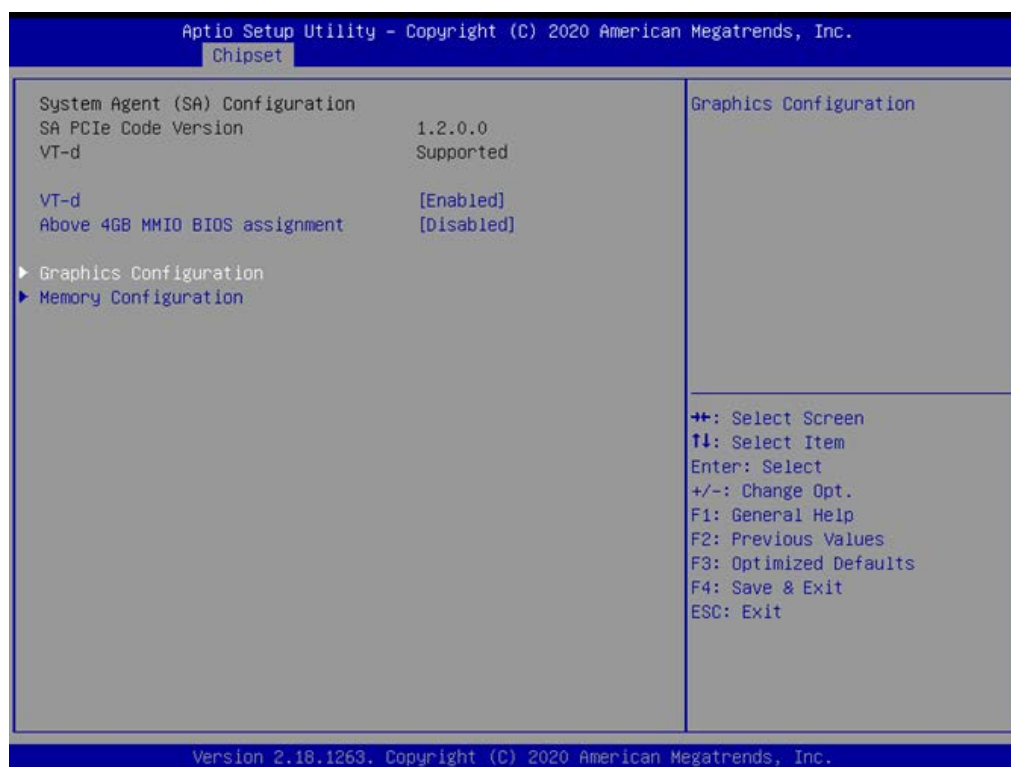 Aptio Setup Utility – Copyright (C) 2020 American Megatrends, Inc.
Chipset
System Agent (SA) Configuration
SA PCIe Code Version 1.2.0.0
VT-d Supported
VT-d [Enabled]
Above 4GB MMIO BIOS assignment [Disabled]
▶ Graphics Configuration
▶ Memory Configuration
Graphics Configuration
→←: Select Screen
↑↓: Select Item
Enter: Select
+/-: Change Opt.
F1: General Help
F2: Previous Values
F3: Optimized Defaults
F4: Save & Exit
ESC: Exit
Version 2.18.1263. Copyright (C) 2020 American Megatrends, Inc.